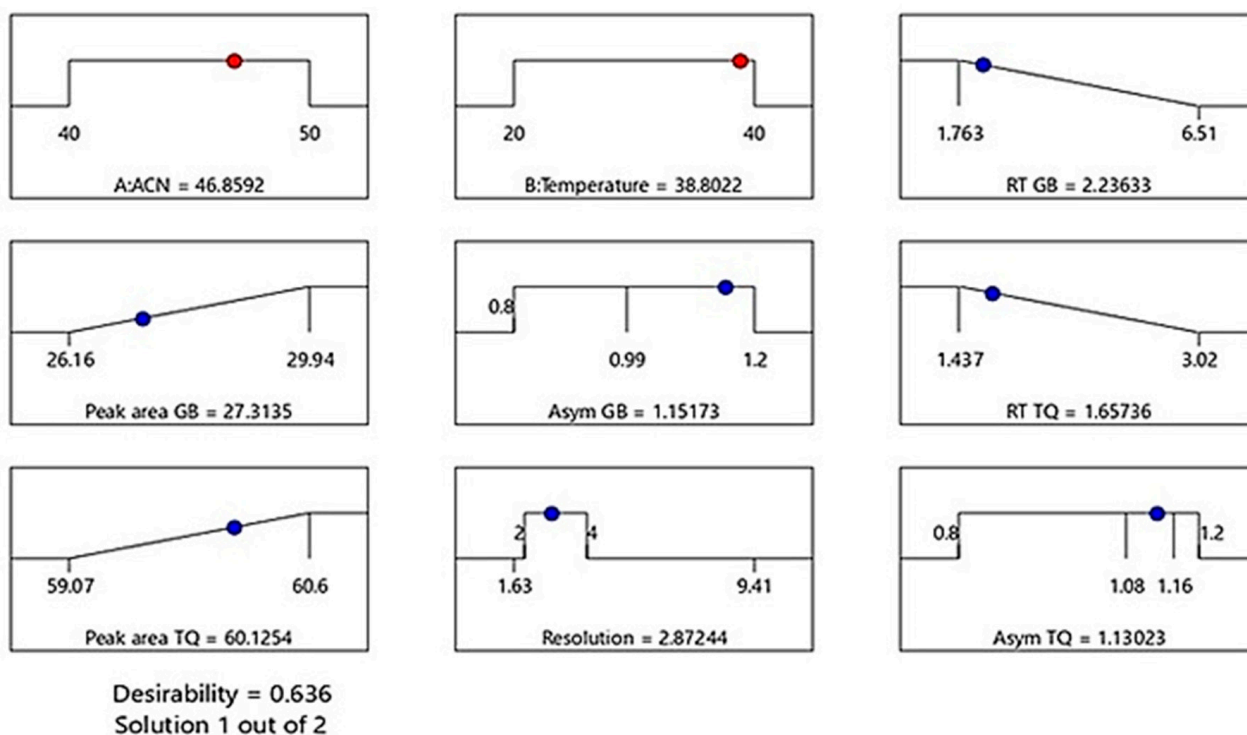 40 50
A:ACN = 46.8592
20 40
B:Temperature = 38.8022
1.763 6.51
RT GB = 2.23633
26.16 29.94
Peak area GB = 27.3135
0.8
0.99 1.2
Asym GB = 1.15173
1.437 3.02
RT TQ = 1.65736
59.07 60.6
Peak area TQ = 60.1254
2 4
1.63 9.41
Resolution = 2.87244
0.8 1.2
1.08 1.16
Asym TQ = 1.13023
Desirability = 0.636
Solution 1 out of 2